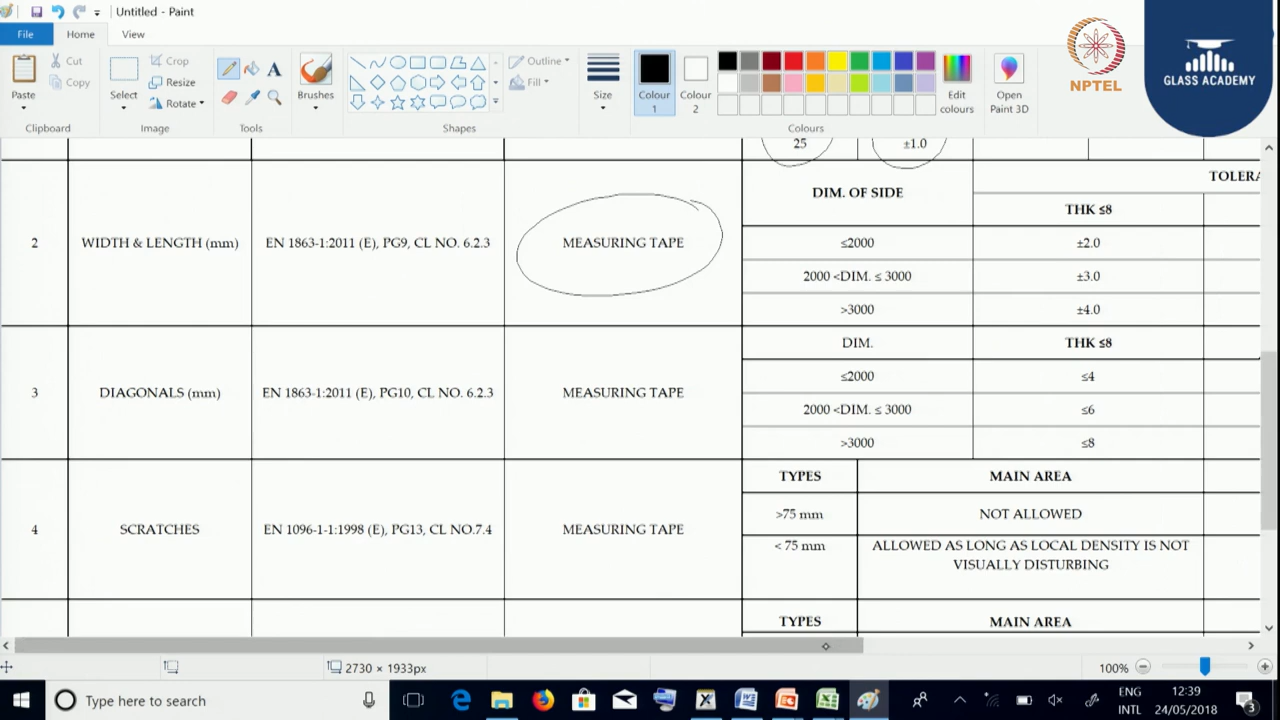 Untitled - Paint
File Home View
Paste
Cut
Copy
Clipboard
Select
Crop
Resize
Rotate
Image
Tools
Brushes
Shapes
Outline
Fill
Size
Colour 1
Colour 2
Edit colours
Open Paint 3D
Colours
NPTEL
GLASS ACADEMY
25 ±1.0
2 WIDTH & LENGTH (mm) EN 1863-1:2011 (E), PG9, CL NO. 6.2.3 MEASURING TAPE
DIM. OF SIDE TOLERA
THK ≤8
≤2000 ±2.0
2000 <DIM. ≤ 3000 ±3.0
>3000 ±4.0
3 DIAGONALS (mm) EN 1863-1:2011 (E), PG10, CL NO. 6.2.3 MEASURING TAPE
DIM. THK ≤8
≤2000 ≤4
2000 <DIM. ≤ 3000 ≤6
>3000 ≤8
4 SCRATCHES EN 1096-1-1:1998 (E), PG13, CL NO.7.4 MEASURING TAPE
TYPES MAIN AREA
>75 mm NOT ALLOWED
< 75 mm ALLOWED AS LONG AS LOCAL DENSITY IS NOT
VISUALLY DISTURBING
TYPES MAIN AREA
2730 × 1933px 100%
Type here to search
ENG
INTL
12:39
24/05/2018
3